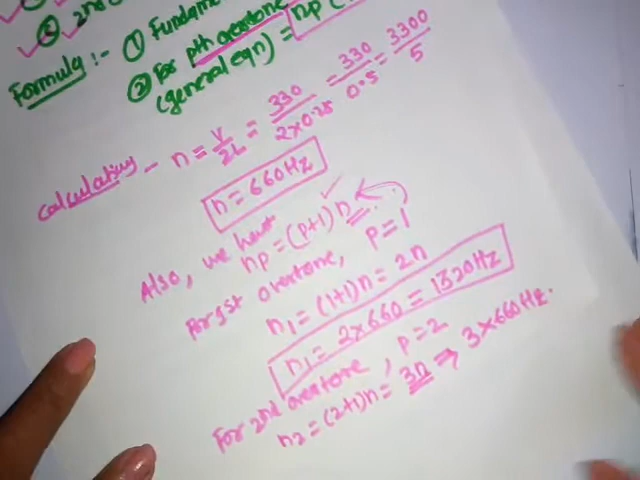 ② 2nd o
Formula :- ① Fundame
② For pth overtone
(general eqn) = np (
Calculation - n = v/2L = 330/2×0.25 = 330/0.5 = 3300/5
n = 660Hz
Also, we have
np = (p+1)n
For 1st overtone, p = 1
n1 = (1+1)n = 2n
n1 = 2×660 = 1320Hz
For 2nd overtone, p = 2
n2 = (2+1)n = 3n ⇒ 3×660Hz.